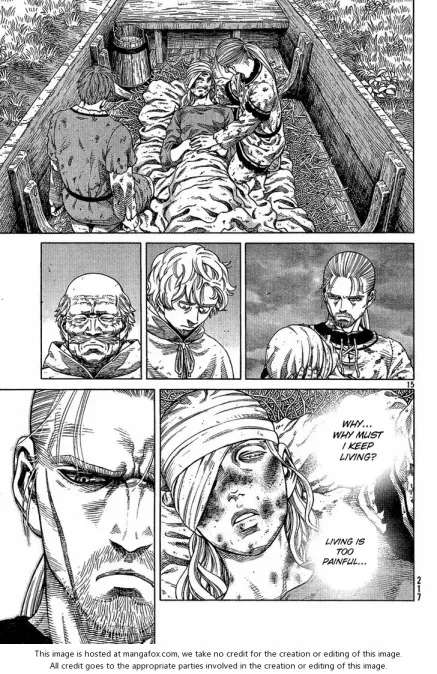 15
WHY...
WHY MUST
I KEEP
LIVING?
LIVING IS
TOO
PAINFUL...
217
This image is hosted at mangafox.com, we take no credit for the creation or editing of this image.
All credit goes to the appropriate parties involved in the creation or editing of this image.